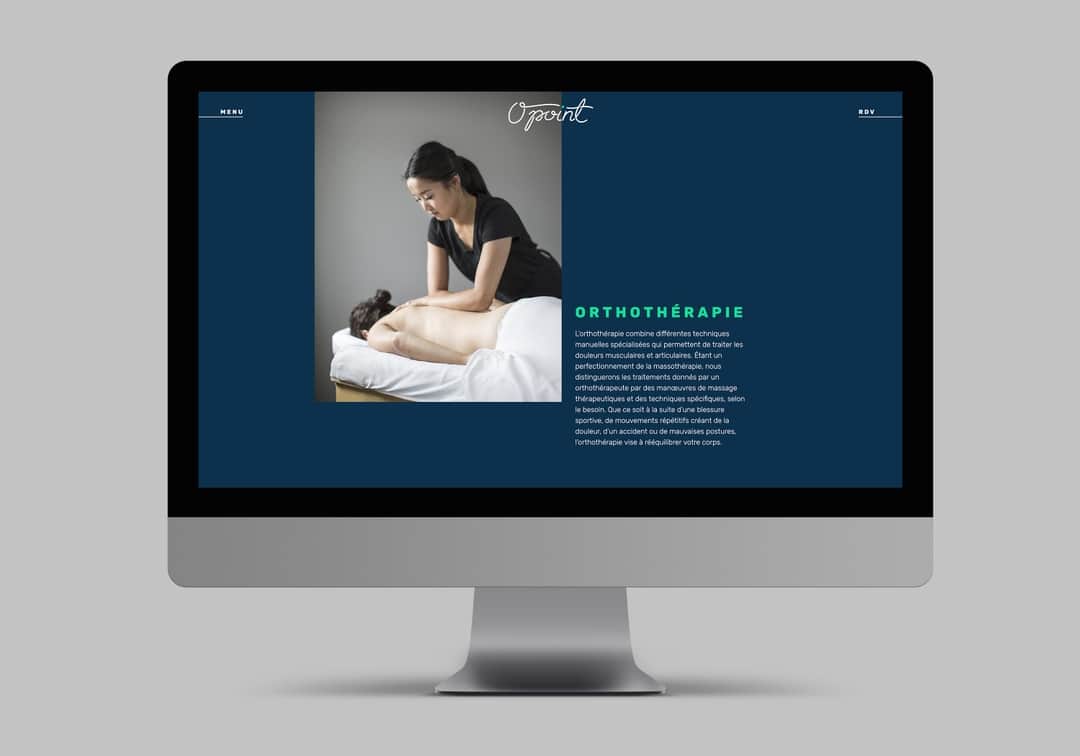 MENU
Opoint
RDV
ORTHOTHÉRAPIE
L'orthothérapie combine différentes techniques
manuelles spécialisées qui permettent de traiter les
douleurs musculaires et articulaires. Étant un
perfectionnement de la massothérapie, nous
distinguerons les traitements donnés par un
orthothérapeute par des manœuvres de massage
thérapeutiques et des techniques spécifiques, selon
le besoin. Que ce soit à la suite d'une blessure
sportive, de mouvements répétitifs créant de la
douleur, d'un accident ou de mauvaises postures,
l'orthothérapie vise à rééquilibrer votre corps.